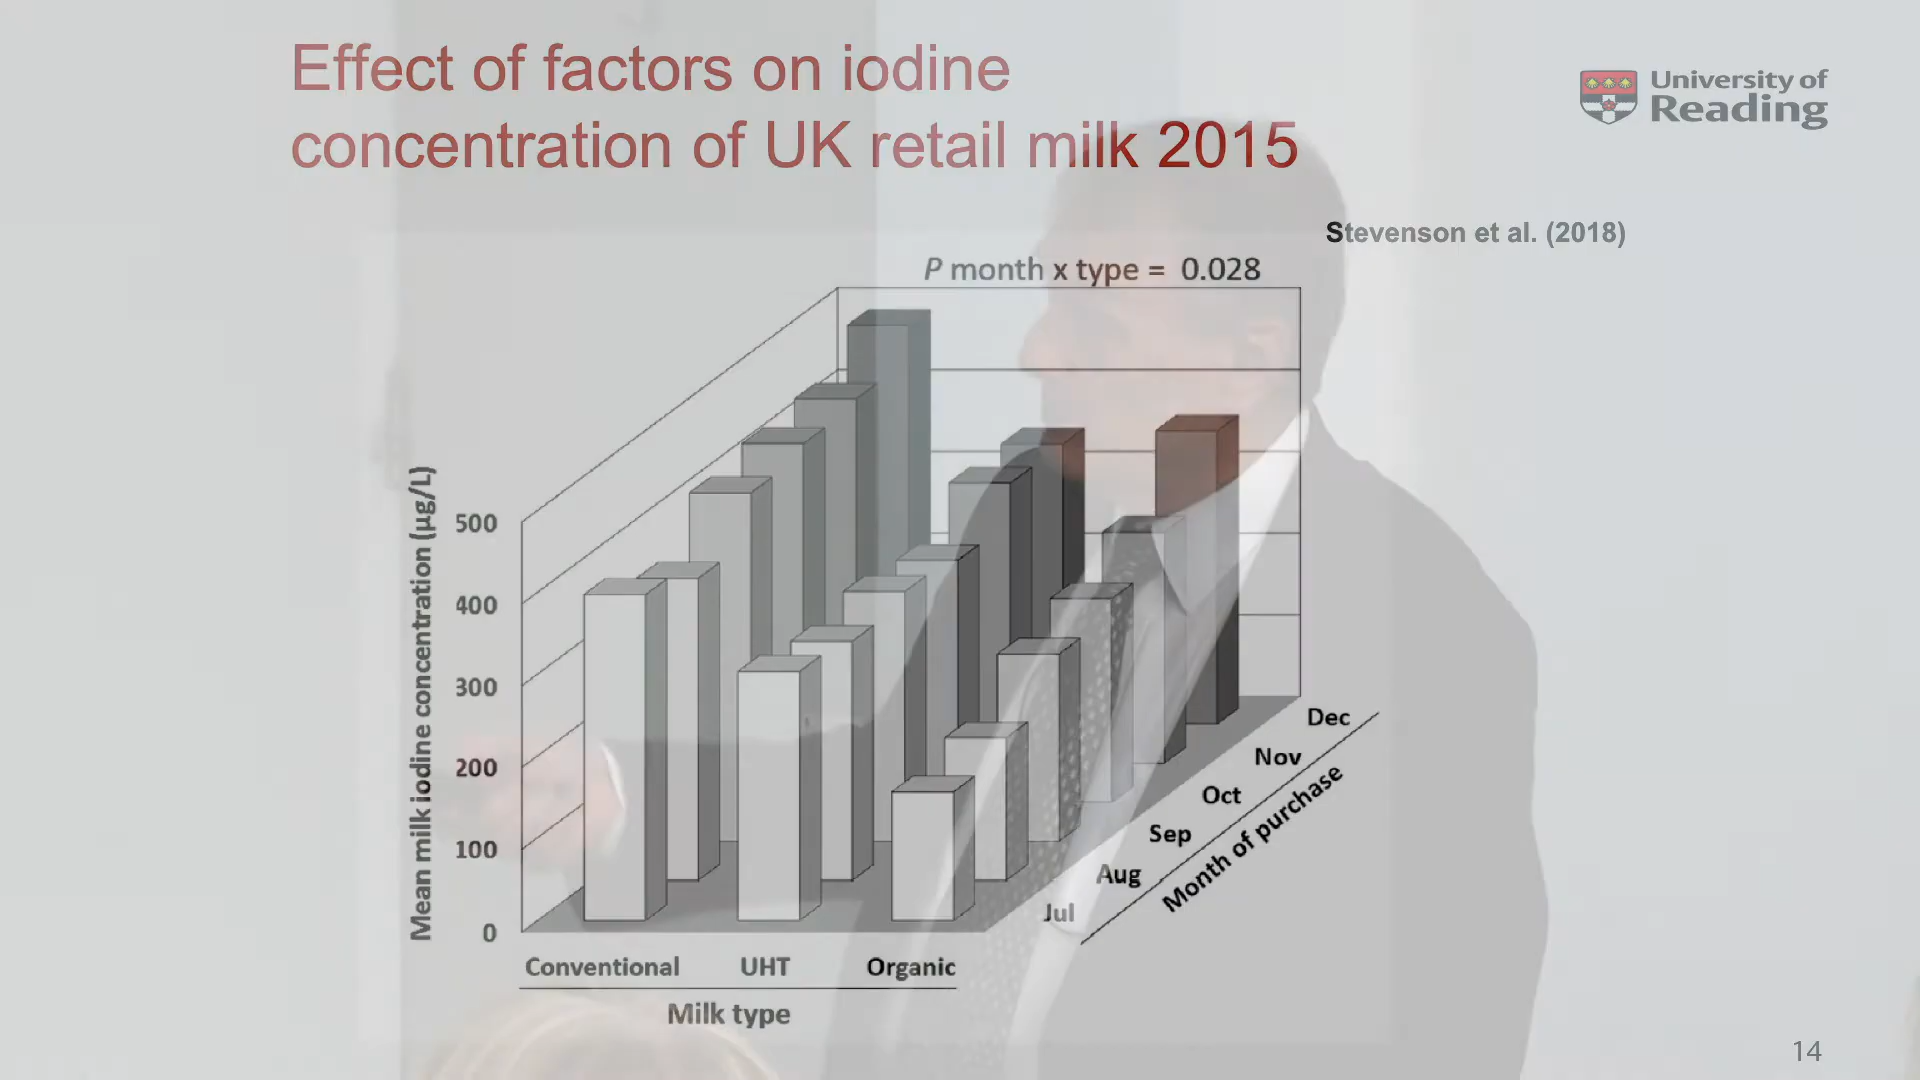 Effect of factors on iodine
concentration of UK retail milk 2015
University of
Reading
Stevenson et al. (2018)
P month x type = 0.028
Mean milk iodine concentration (µg/L)
500
400
300
200
100
0
Dec
Nov
Oct
Sep
Aug
Jul
Month of purchase
Conventional UHT Organic
Milk type
14